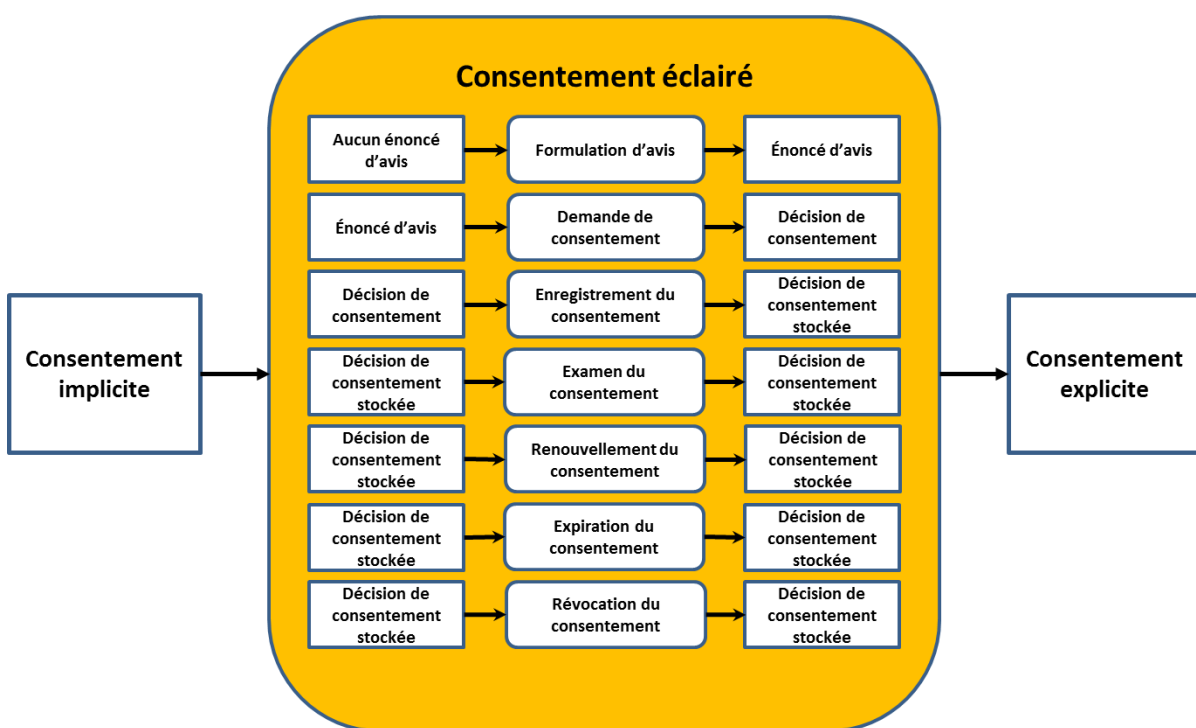 Consentement éclairé
Aucun énoncé
d'avis
Formulation d'avis
Énoncé d'avis
Énoncé d'avis
Demande de
consentement
Décision de
consentement
Décision de
consentement
Enregistrement du
consentement
Décision de
consentement
stockée
Consentement
implicite
Décision de
consentement
stockée
Examen du
consentement
Décision de
consentement
stockée
Consentement
explicite
Décision de
consentement
stockée
Renouvellement du
consentement
Décision de
consentement
stockée
Décision de
consentement
stockée
Expiration du
consentement
Décision de
consentement
stockée
Décision de
consentement
stockée
Révocation du
consentement
Décision de
consentement
stockée